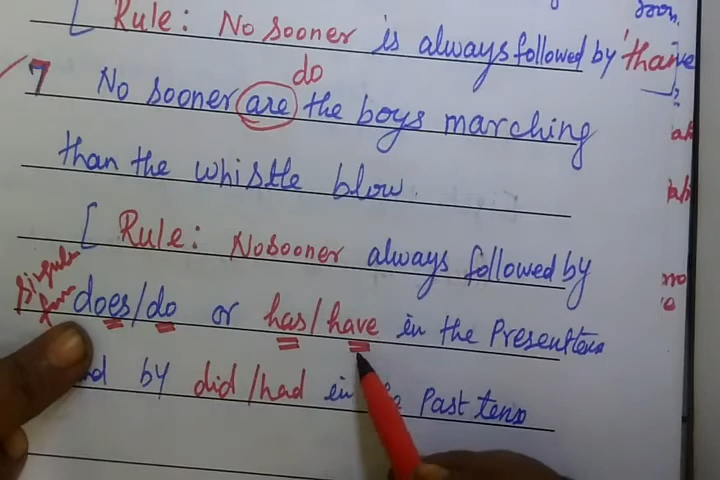 [ Rule: No sooner is always followed by 'than'
do
7 No sooner are the boys marching
than the whistle blow.
[ Rule: No sooner always followed by
does/do or has/have in the Present tens
by did/had in Past tens